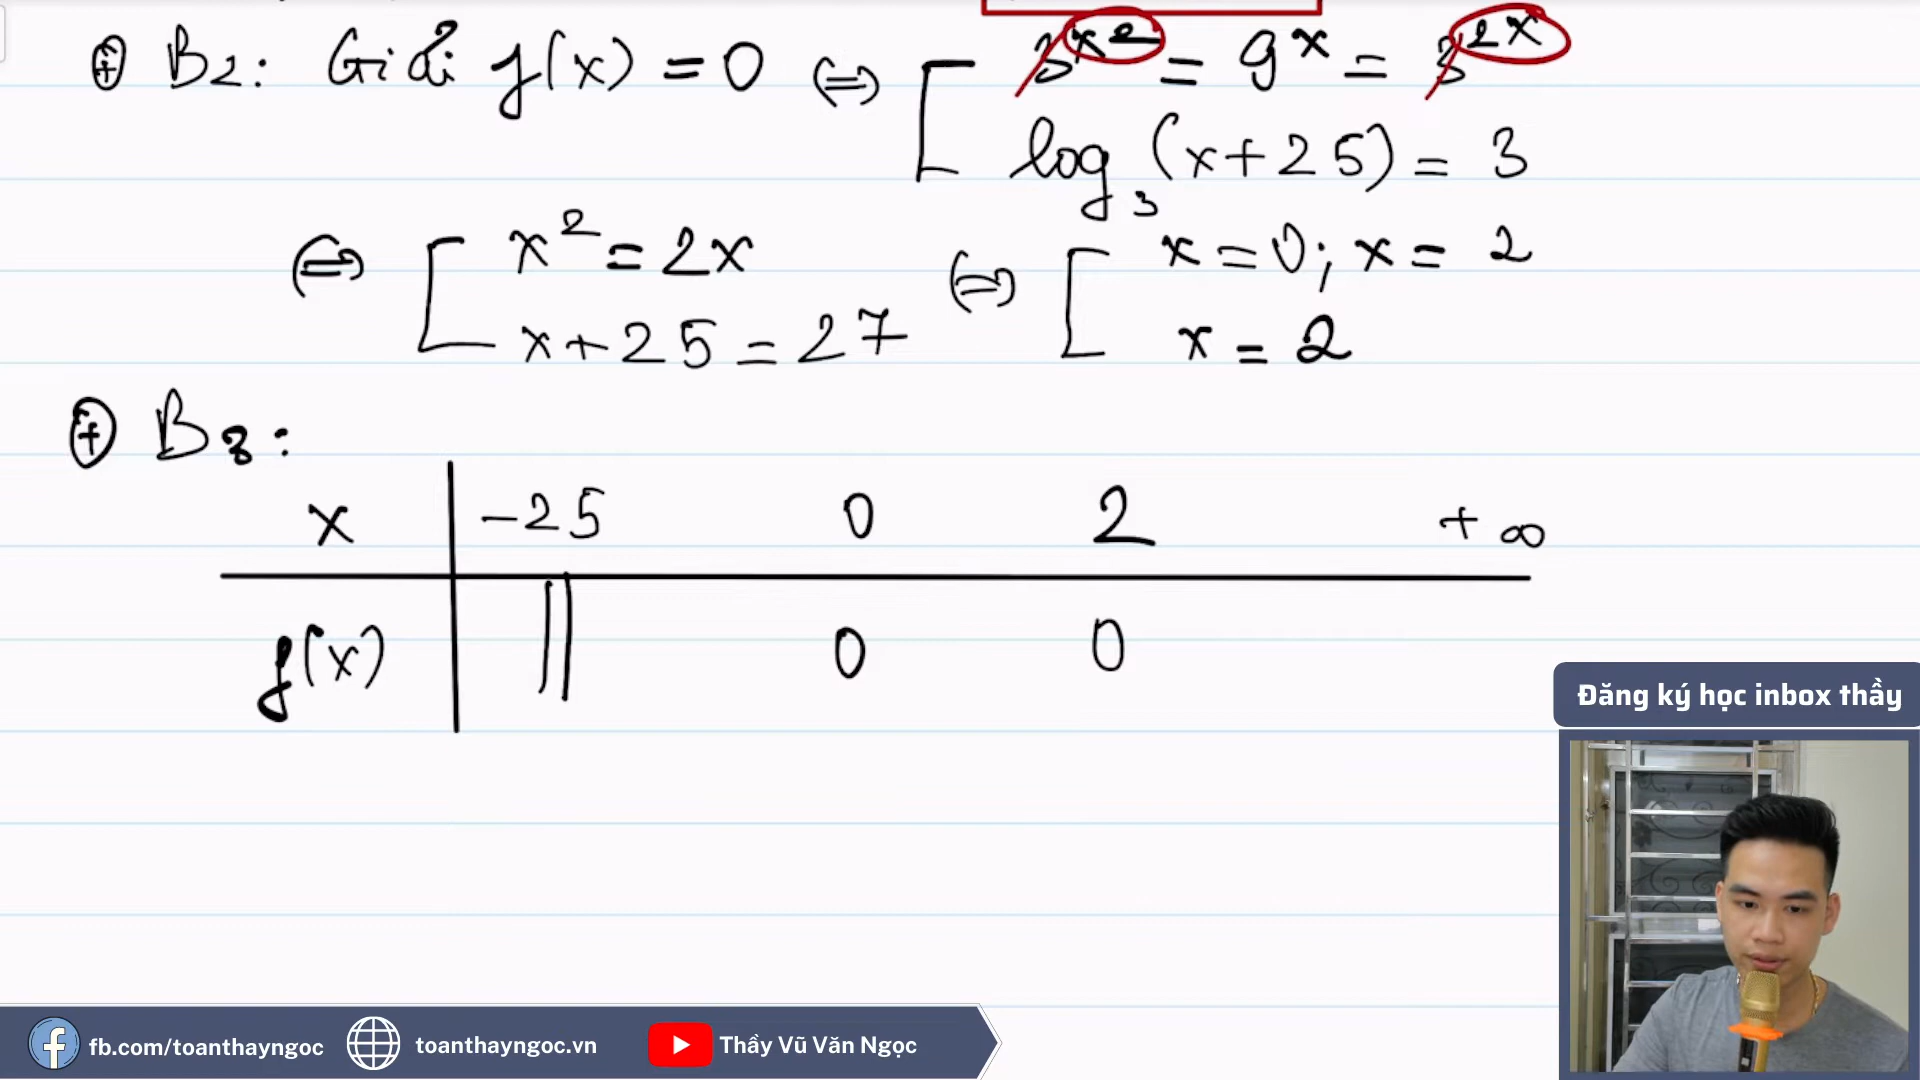 ⊕ B2: Giải f(x) = 0 ⇔ [ 3^x² = 9^x = 3^2x
log₃(x+25) = 3
⇔ [ x² = 2x ⇔ [ x = 0; x = 2
x+25 = 27 x = 2
⊕ B3:
x -25 0 2 +∞
f(x) || 0 0
Đăng ký học inbox thầy
fb.com/toanthayngoc toanthayngoc.vn Thầy Vũ Văn Ngọc